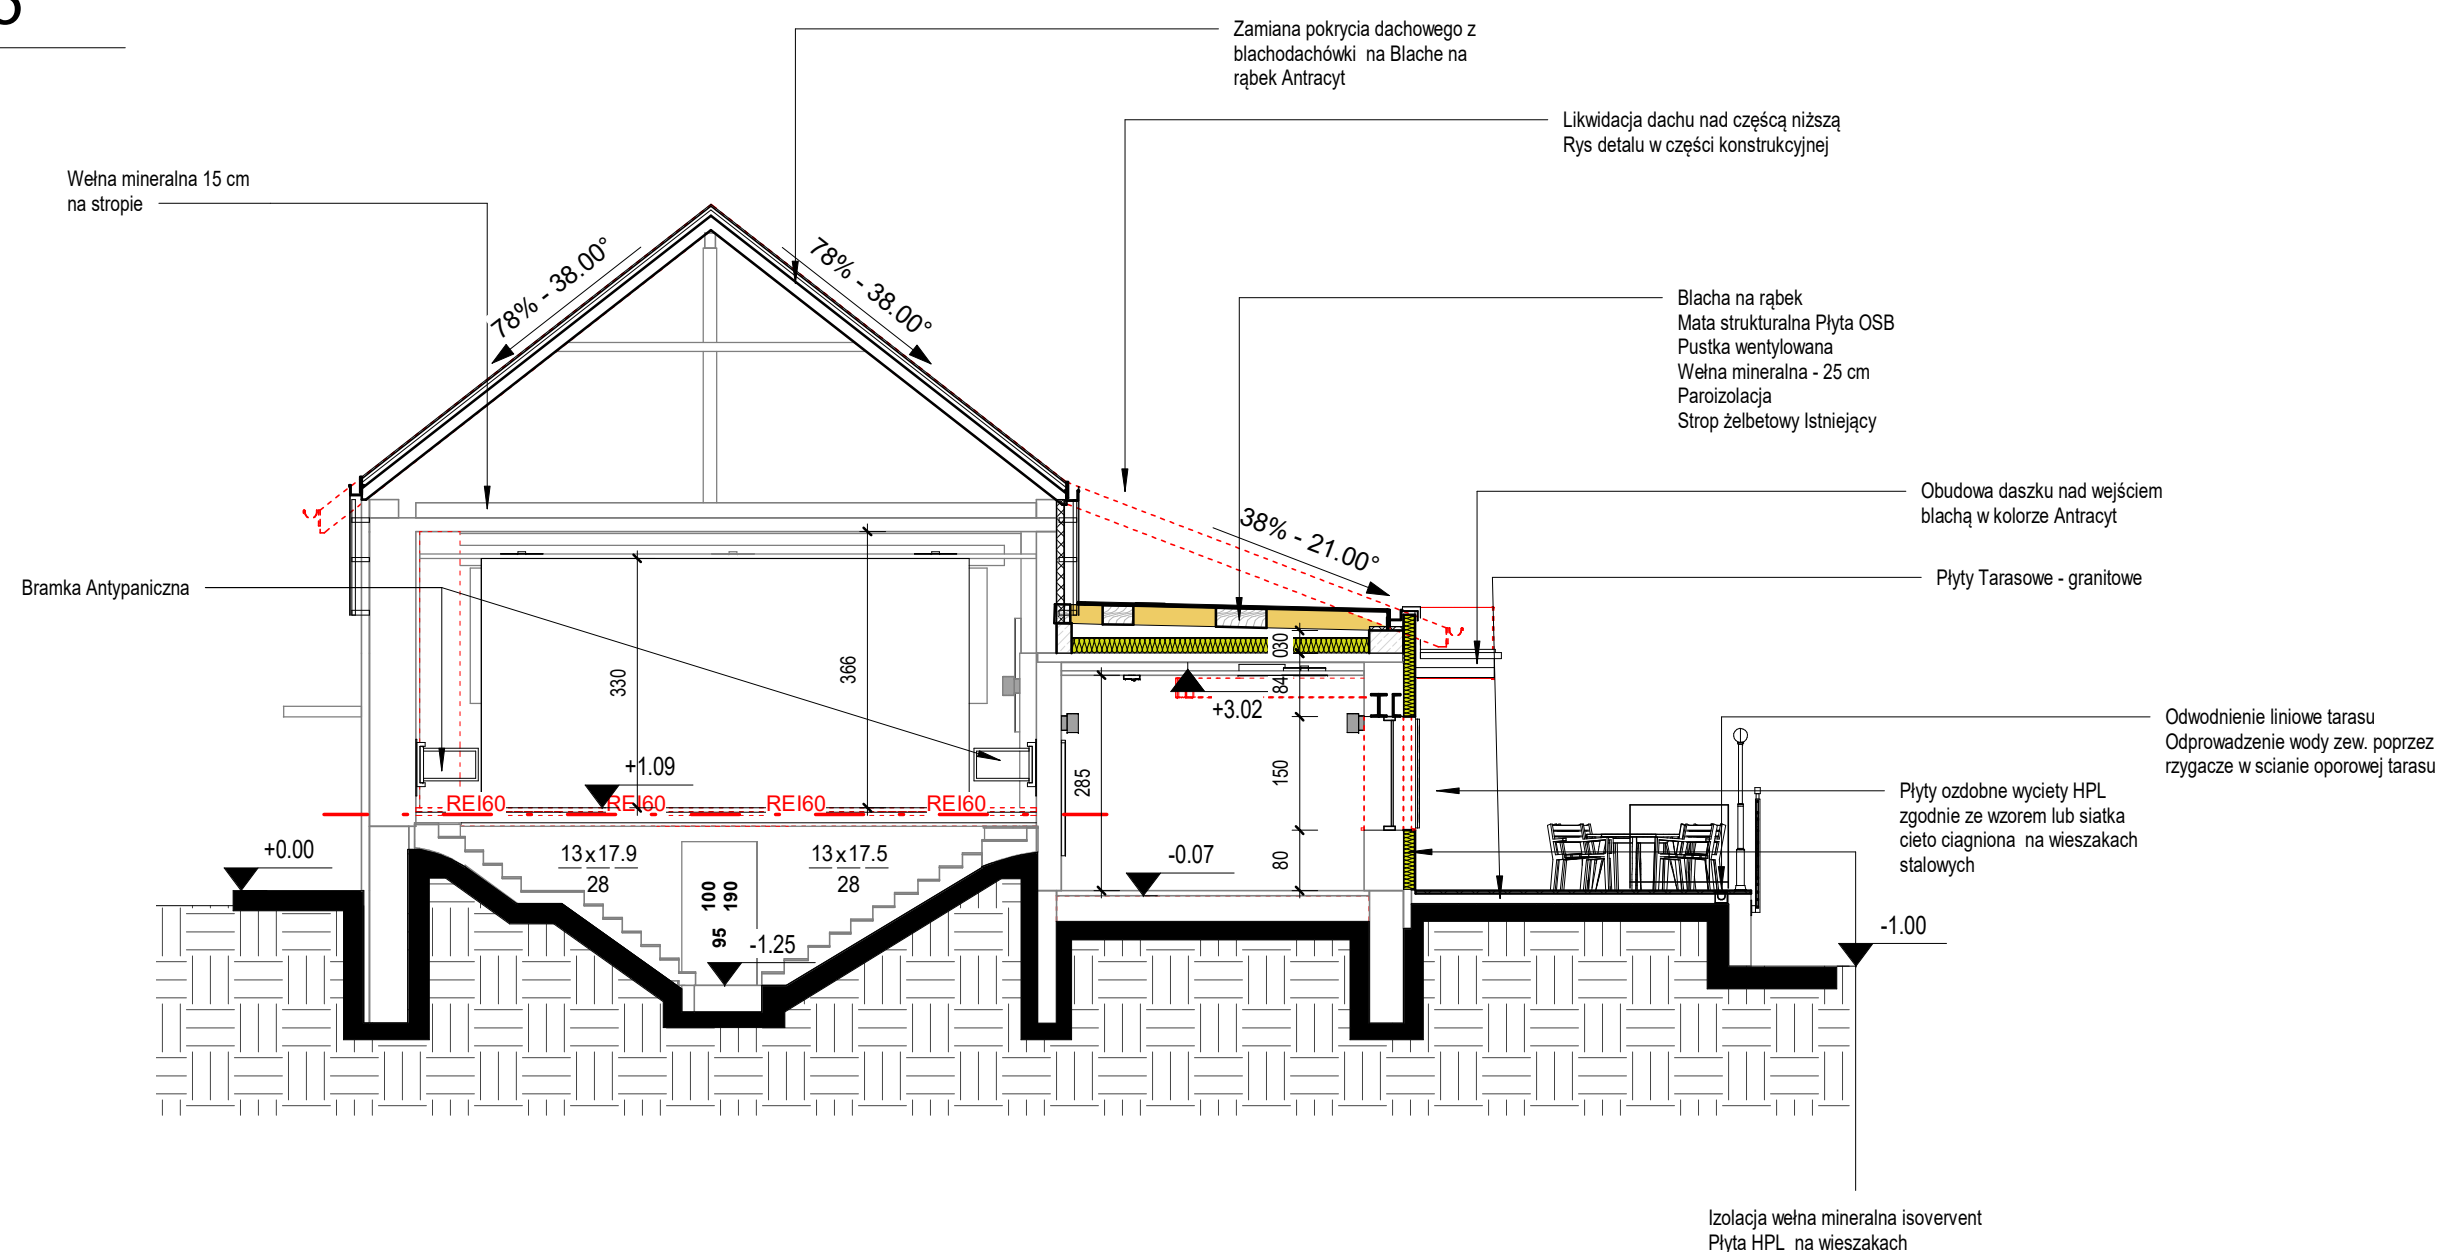 Zamiana pokrycia dachowego z
blachodachówki na Blache na
rąbek Antracyt
Likwidacja dachu nad częścą niższą
Rys detalu w części konstrukcyjnej
Wełna mineralna 15 cm
na stropie
78% - 38.00°
78% - 38.00°
Blacha na rąbek
Mata strukturalna Płyta OSB
Pustka wentylowana
Wełna mineralna - 25 cm
Paroizolacja
Strop żelbetowy Istniejący
Obudowa daszku nad wejściem
blachą w kolorze Antracyt
38% - 21.00°
Płyty Tarasowe - granitowe
Bramka Antypaniczna
330
366
030
84
+3.02
285
150
80
Odwodnienie liniowe tarasu
Odprowadzenie wody zew. poprzez
rzygacze w scianie oporowej tarasu
+1.09
REI60 REI60 REI60 REI60
Płyty ozdobne wyciety HPL
zgodnie ze wzorem lub siatka
cieto ciagniona na wieszakach
stalowych
+0.00
13x17.9
28
13x17.5
28
-0.07
100
190
95
-1.25
-1.00
Izolacja wełna mineralna isovervent
Płyta HPL na wieszakach